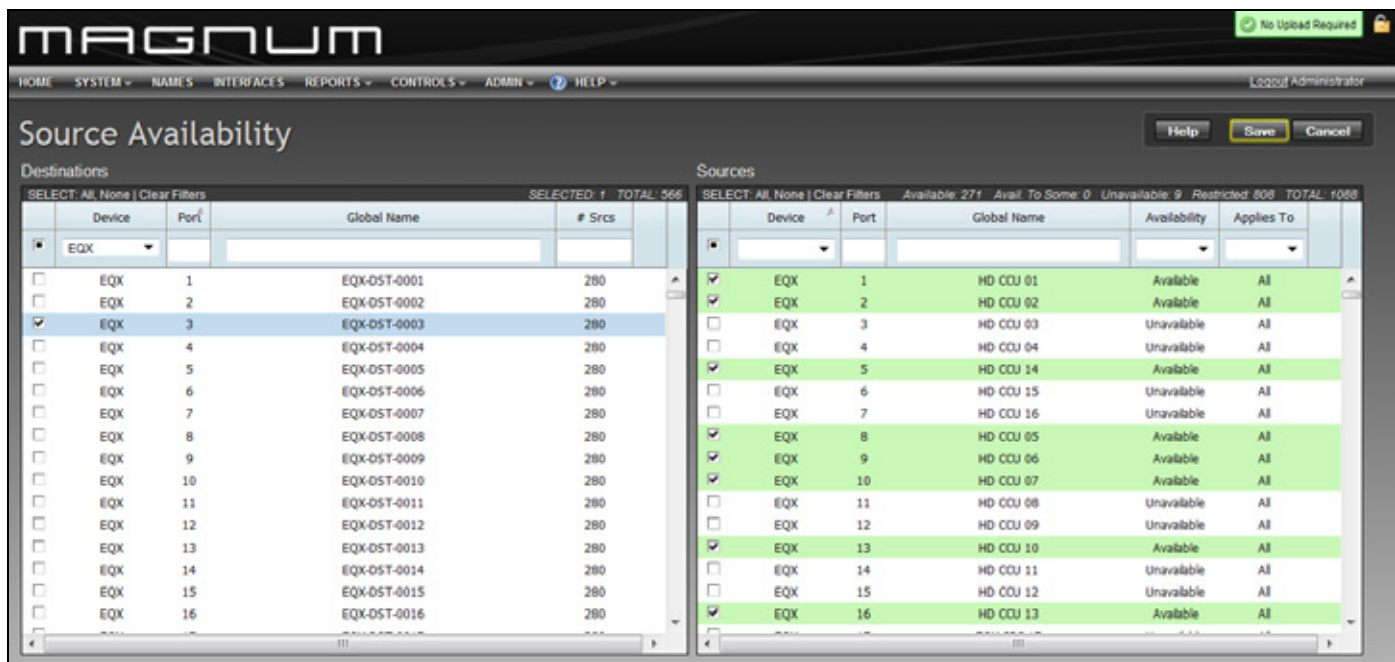 MAGNUM
No Upload Required
HOME SYSTEM NAMES INTERFACES REPORTS CONTROLS ADMIN ? HELP Logout Administrator
Source Availability
Help Save Cancel
Destinations
SELECT: All, None | Clear Filters SELECTED: 1 TOTAL: 566
Device Port Global Name # Srcs
EQX
EQX 1 EQX-DST-0001 280
EQX 2 EQX-DST-0002 280
EQX 3 EQX-DST-0003 280
EQX 4 EQX-DST-0004 280
EQX 5 EQX-DST-0005 280
EQX 6 EQX-DST-0006 280
EQX 7 EQX-DST-0007 280
EQX 8 EQX-DST-0008 280
EQX 9 EQX-DST-0009 280
EQX 10 EQX-DST-0010 280
EQX 11 EQX-DST-0011 280
EQX 12 EQX-DST-0012 280
EQX 13 EQX-DST-0013 280
EQX 14 EQX-DST-0014 280
EQX 15 EQX-DST-0015 280
EQX 16 EQX-DST-0016 280
Sources
SELECT: All, None | Clear Filters Available: 271 Avail. To Some: 0 Unavailable: 9 Restricted: 808 TOTAL: 1088
Device Port Global Name Availability Applies To
EQX 1 HD CCU 01 Available All
EQX 2 HD CCU 02 Available All
EQX 3 HD CCU 03 Unavailable All
EQX 4 HD CCU 04 Unavailable All
EQX 5 HD CCU 14 Available All
EQX 6 HD CCU 15 Unavailable All
EQX 7 HD CCU 16 Unavailable All
EQX 8 HD CCU 05 Available All
EQX 9 HD CCU 06 Available All
EQX 10 HD CCU 07 Available All
EQX 11 HD CCU 08 Unavailable All
EQX 12 HD CCU 09 Unavailable All
EQX 13 HD CCU 10 Available All
EQX 14 HD CCU 11 Unavailable All
EQX 15 HD CCU 12 Unavailable All
EQX 16 HD CCU 13 Available All